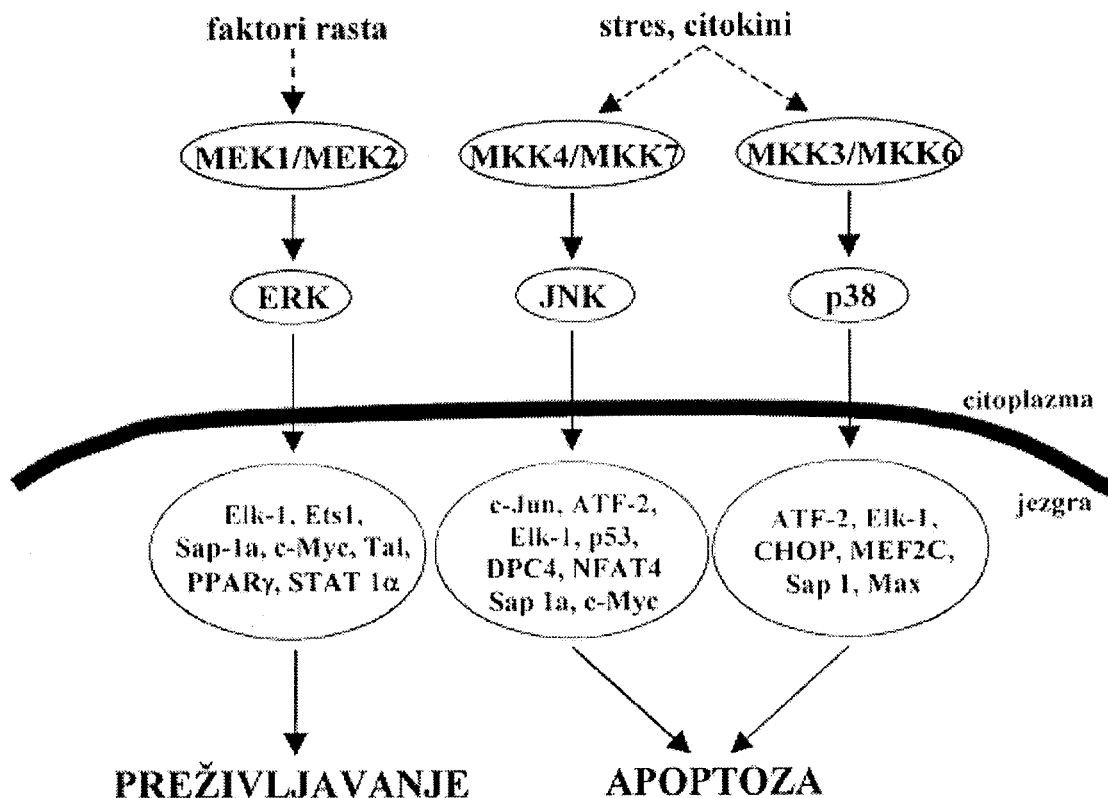 faktori rasta
stres, citokini
MEK1/MEK2
MKK4/MKK7
MKK3/MKK6
ERK
JNK
p38
citoplazma
jezgra
Elk-1, Ets1,
Sap-1a, c-Myc, Tal,
PPARγ, STAT 1α
c-Jun, ATF-2,
Elk-1, p53,
DPC4, NFAT4
Sap 1a, c-Myc
ATF-2, Elk-1,
CHOP, MEF2C,
Sap 1, Max
PREŽIVLJAVANJE
APOPTOZA